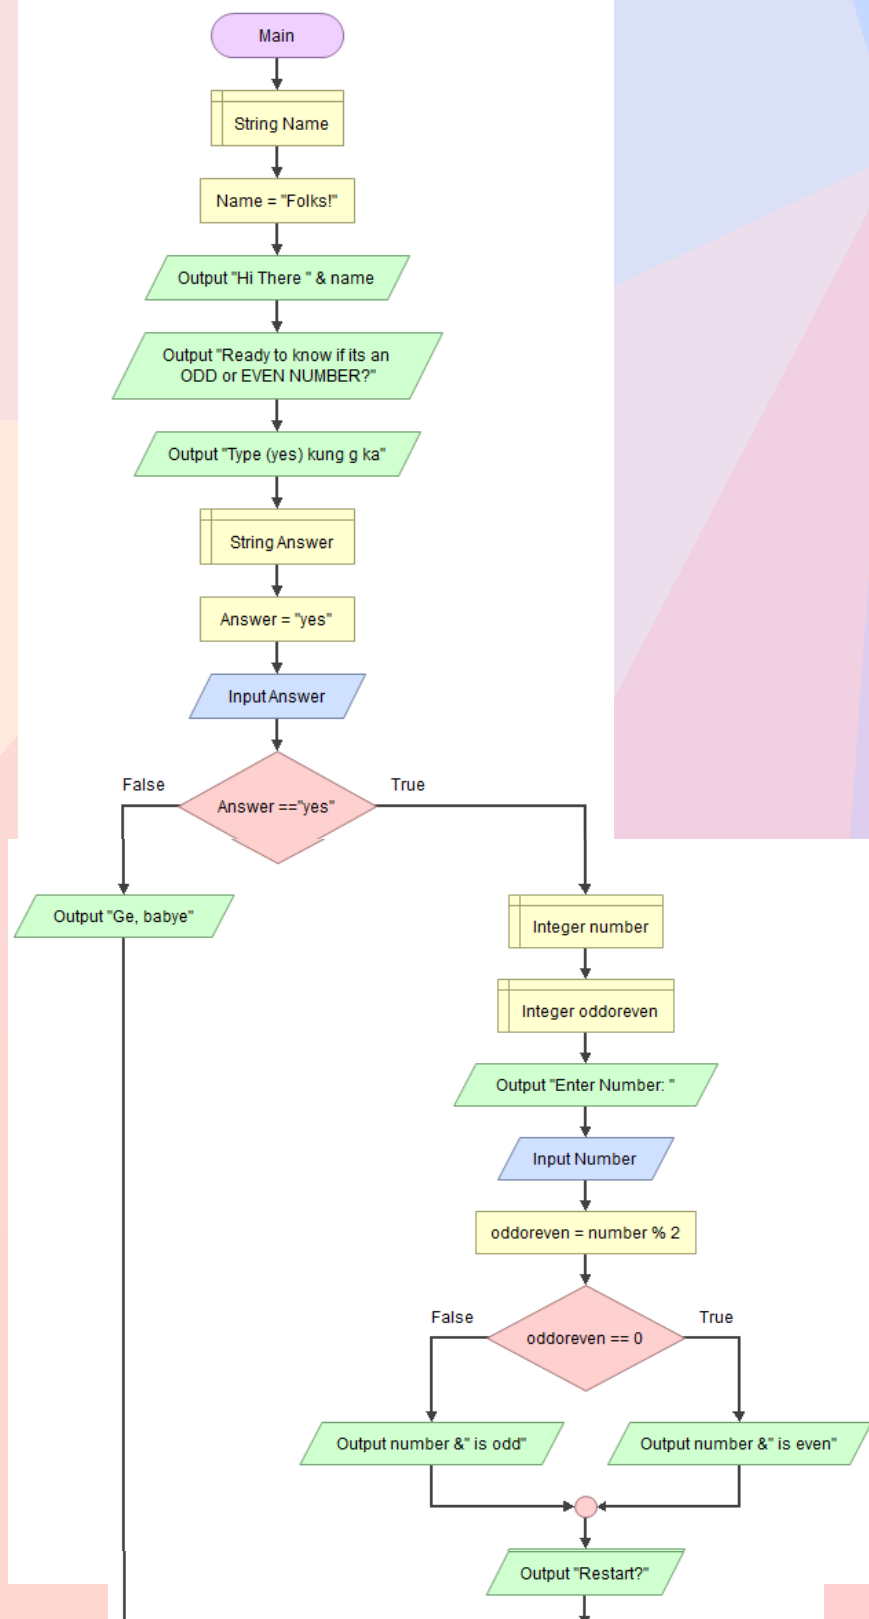 Main
String Name
Name = "Folks!"
Output "Hi There " & name
Output "Ready to know if its an
ODD or EVEN NUMBER?"
Output "Type (yes) kung g ka"
String Answer
Answer = "yes"
Input Answer
False
True
Answer =="yes"
Output "Ge, babye"
Integer number
Integer oddoreven
Output "Enter Number: "
Input Number
oddoreven = number % 2
False
True
oddoreven == 0
Output number &" is odd"
Output number &" is even"
Output "Restart?"